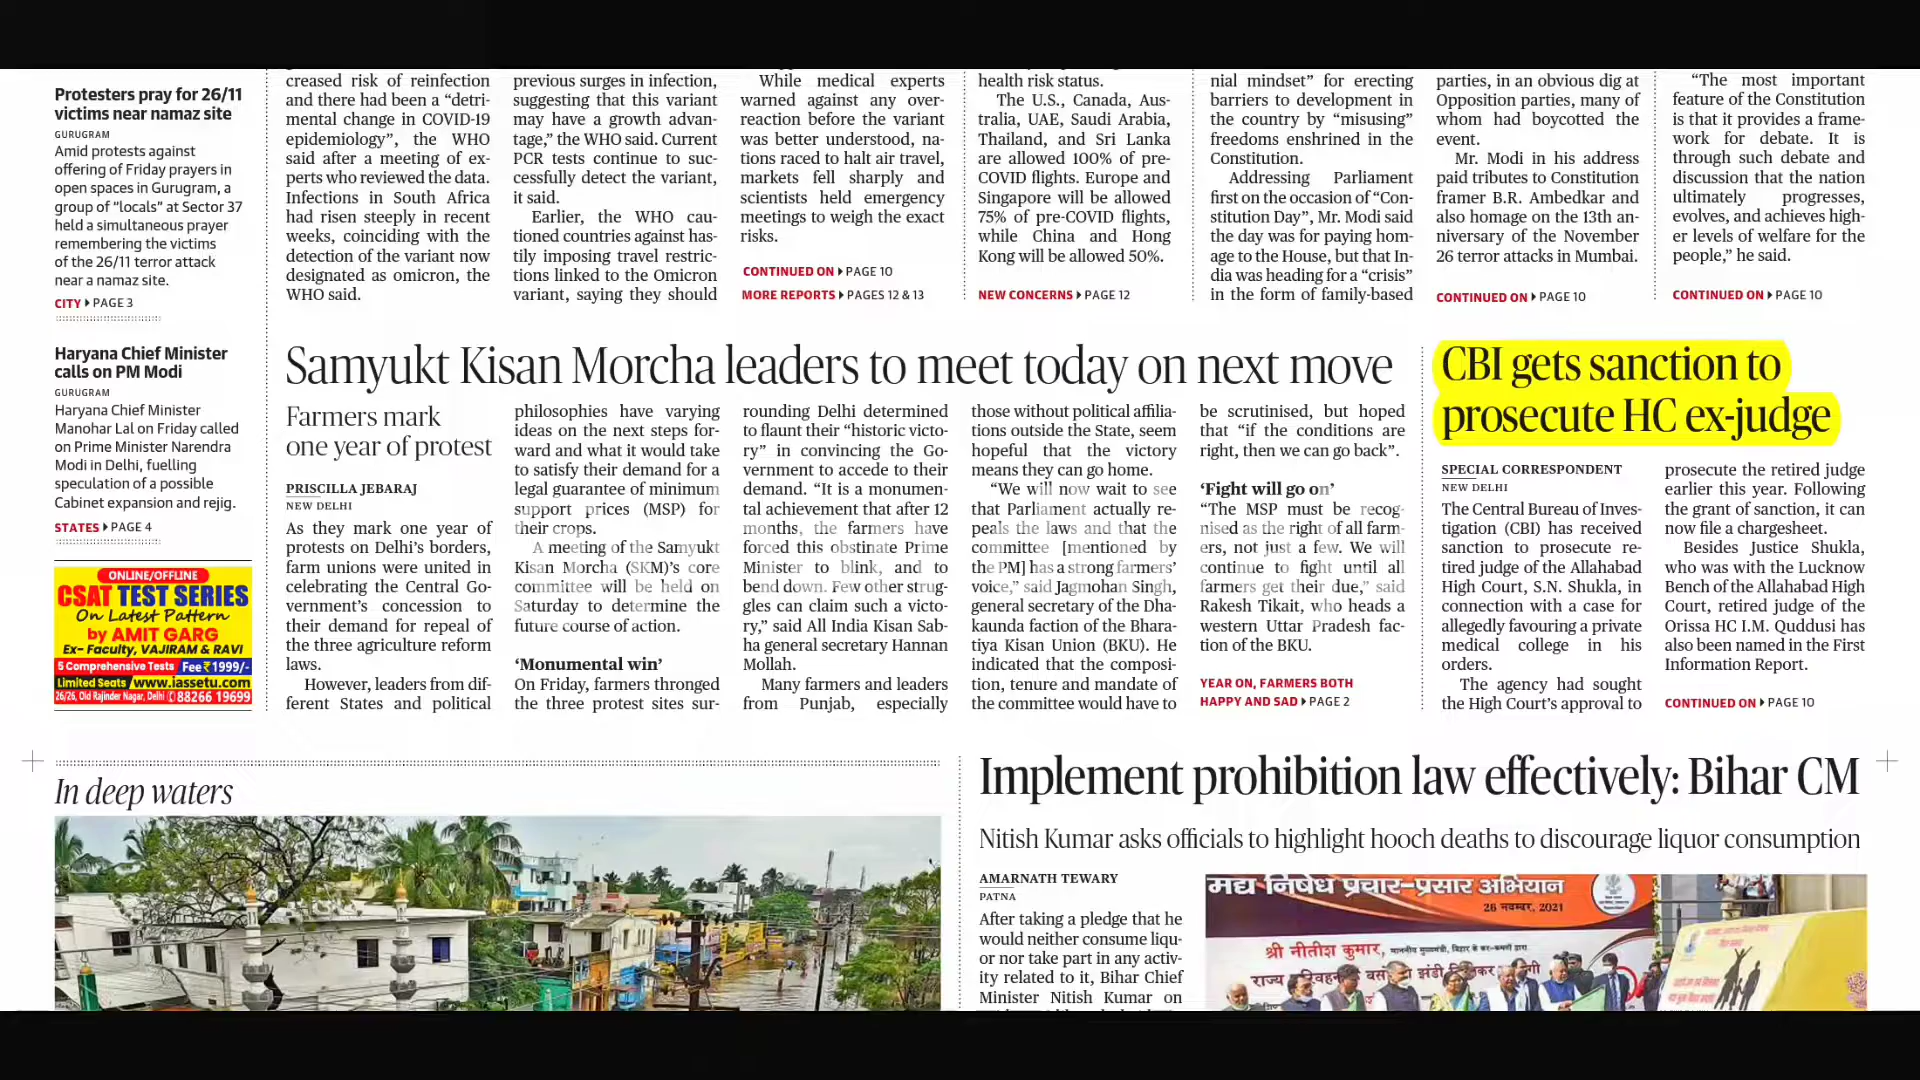 Protesters pray for 26/11
victims near namaz site
GURUGRAM
Amid protests against
offering of Friday prayers in
open spaces in Gurugram, a
group of “locals” at Sector 37
held a simultaneous prayer
remembering the victims
of the 26/11 terror attack
near a namaz site.
CITY PAGE 3
Haryana Chief Minister
calls on PM Modi
GURUGRAM
Haryana Chief Minister
Manohar Lal on Friday called
on Prime Minister Narendra
Modi in Delhi, fuelling
speculation of a possible
Cabinet expansion and rejig.
STATES PAGE 4
ONLINE/OFFLINE
CSAT TEST SERIES
On Latest Pattern
by AMIT GARG
Ex- Faculty, VAJIRAM & RAVI
5 Comprehensive Tests Fee ₹ 1999/-
Limited Seats www.iassetu.com
26/26, Old Rajinder Nagar, Delhi 88266 19699
creased risk of reinfection
and there had been a “detri-
mental change in COVID-19
epidemiology”, the WHO
said after a meeting of ex-
perts who reviewed the data.
Infections in South Africa
had risen steeply in recent
weeks, coinciding with the
detection of the variant now
designated as omicron, the
WHO said.
previous surges in infection,
suggesting that this variant
may have a growth advan-
tage,” the WHO said. Current
PCR tests continue to suc-
cessfully detect the variant,
it said.
Earlier, the WHO cau-
tioned countries against has-
tily imposing travel restric-
tions linked to the Omicron
variant, saying they should
While medical experts
warned against any over-
reaction before the variant
was better understood, na-
tions raced to halt air travel,
markets fell sharply and
scientists held emergency
meetings to weigh the exact
risks.
CONTINUED ON PAGE 10
MORE REPORTS PAGES 12 & 13
health risk status.
The U.S., Canada, Aus-
tralia, UAE, Saudi Arabia,
Thailand, and Sri Lanka
are allowed 100% of pre-
COVID flights. Europe and
Singapore will be allowed
75% of pre-COVID flights,
while China and Hong
Kong will be allowed 50%.
NEW CONCERNS PAGE 12
nial mindset” for erecting
barriers to development in
the country by “misusing”
freedoms enshrined in the
Constitution.
Addressing Parliament
first on the occasion of “Con-
stitution Day”, Mr. Modi said
the day was for paying hom-
age to the House, but that In-
dia was heading for a “crisis”
in the form of family-based
parties, in an obvious dig at
Opposition parties, many of
whom had boycotted the
event.
Mr. Modi in his address
paid tributes to Constitution
framer B.R. Ambedkar and
also homage on the 13th an-
niversary of the November
26 terror attacks in Mumbai.
CONTINUED ON PAGE 10
“The most important
feature of the Constitution
is that it provides a frame-
work for debate. It is
through such debate and
discussion that the nation
ultimately progresses,
evolves, and achieves high-
er levels of welfare for the
people,” he said.
CONTINUED ON PAGE 10
Samyukt Kisan Morcha leaders to meet today on next move
Farmers mark
one year of protest
PRISCILLA JEBARAJ
NEW DELHI
As they mark one year of
protests on Delhi’s borders,
farm unions were united in
celebrating the Central Go-
vernment’s concession to
their demand for repeal of
the three agriculture reform
laws.
However, leaders from dif-
ferent States and political
philosophies have varying
ideas on the next steps for-
ward and what it would take
to satisfy their demand for a
legal guarantee of minimum
support prices (MSP) for
their crops.
A meeting of the Samyukt
Kisan Morcha (SKM)’s core
committee will be held on
Saturday to determine the
future course of action.
‘Monumental win’
On Friday, farmers thronged
the three protest sites sur-
rounding Delhi determined
to flaunt their “historic victo-
ry” in convincing the Go-
vernment to accede to their
demand. “It is a monumen-
tal achievement that after 12
months, the farmers have
forced this obstinate Prime
Minister to blink, and to
bend down. Few other strug-
gles can claim such a victo-
ry,” said All India Kisan Sab-
ha general secretary Hannan
Mollah.
Many farmers and leaders
from Punjab, especially
those without political affilia-
tions outside the State, seem
hopeful that the victory
means they can go home.
“We will now wait to see
that Parliament actually re-
peals the laws and that the
committee [mentioned by
the PM] has a strong farmers’
voice,” said Jagmohan Singh,
general secretary of the Dha-
kaunda faction of the Bhara-
tiya Kisan Union (BKU). He
indicated that the composi-
tion, tenure and mandate of
the committee would have to
be scrutinised, but hoped
that “if the conditions are
right, then we can go back”.
‘Fight will go on’
“The MSP must be recog-
nised as the right of all farm-
ers, not just a few. We will
continue to fight until all
farmers get their due,” said
Rakesh Tikait, who heads a
western Uttar Pradesh fac-
tion of the BKU.
YEAR ON, FARMERS BOTH
HAPPY AND SAD PAGE 2
CBI gets sanction to
prosecute HC ex-judge
SPECIAL CORRESPONDENT
NEW DELHI
The Central Bureau of Inves-
tigation (CBI) has received
sanction to prosecute re-
tired judge of the Allahabad
High Court, S.N. Shukla, in
connection with a case for
allegedly favouring a private
medical college in his
orders.
The agency had sought
the High Court’s approval to
prosecute the retired judge
earlier this year. Following
the grant of sanction, it can
now file a chargesheet.
Besides Justice Shukla,
who was with the Lucknow
Bench of the Allahabad High
Court, retired judge of the
Orissa HC I.M. Quddusi has
also been named in the First
Information Report.
CONTINUED ON PAGE 10
In deep waters
Implement prohibition law effectively: Bihar CM
Nitish Kumar asks officials to highlight hooch deaths to discourage liquor consumption
AMARNATH TEWARY
PATNA
After taking a pledge that he
would neither consume liqu-
or nor take part in any activ-
ity related to it, Bihar Chief
Minister Nitish Kumar on
मद्य निषेध प्रचार-प्रसार अभियान
26 नवम्बर, 2021
श्री नीतीश कुमार,